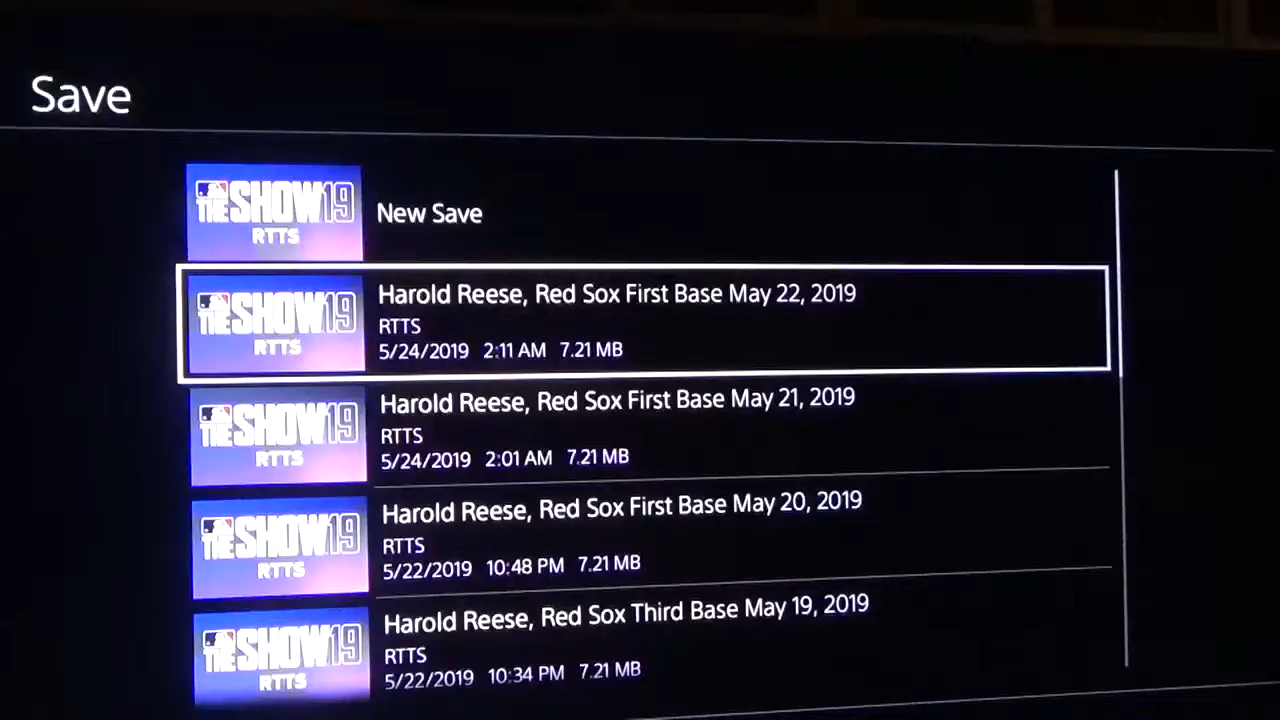 Save
THE SHOW 19
RTTS
New Save
THE SHOW 19
RTTS
Harold Reese, Red Sox First Base May 22, 2019
RTTS
5/24/2019 2:11 AM 7.21 MB
THE SHOW 19
RTTS
Harold Reese, Red Sox First Base May 21, 2019
RTTS
5/24/2019 2:01 AM 7.21 MB
THE SHOW 19
RTTS
Harold Reese, Red Sox First Base May 20, 2019
RTTS
5/22/2019 10:48 PM 7.21 MB
THE SHOW 19
RTTS
Harold Reese, Red Sox Third Base May 19, 2019
RTTS
5/22/2019 10:34 PM 7.21 MB